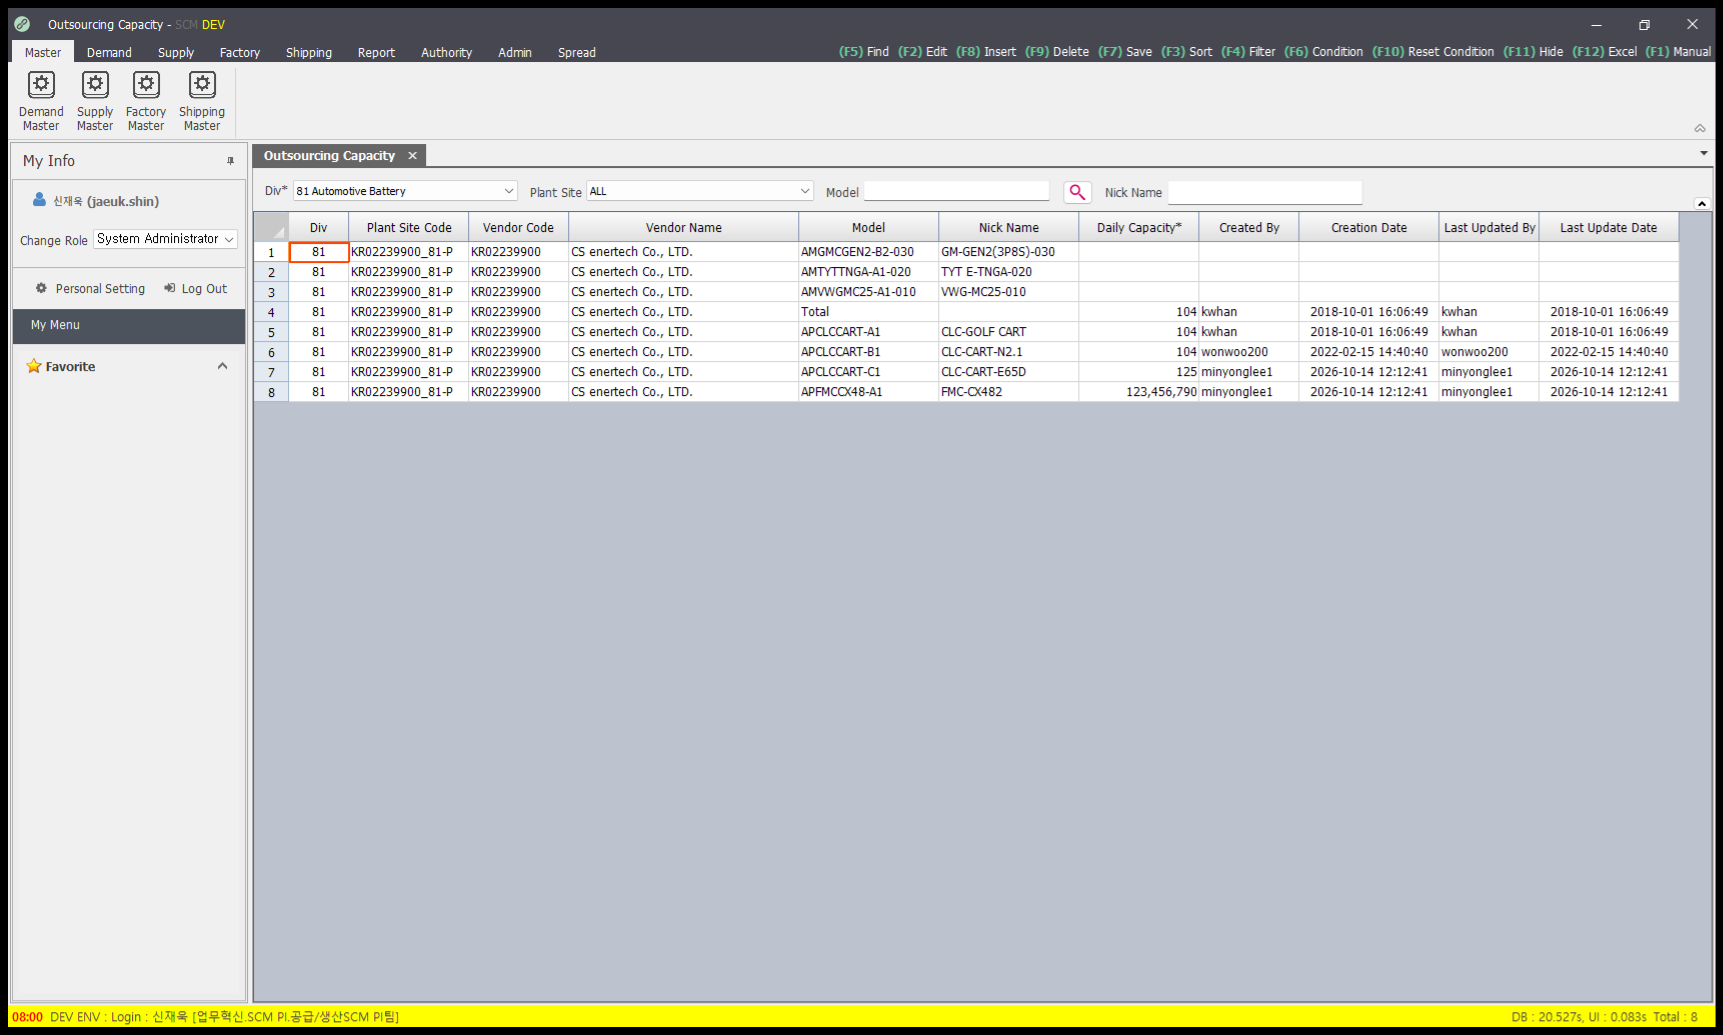 Outsourcing Capacity - SCM DEV
Master Demand Supply Factory Shipping Report Authority Admin Spread (F5) Find (F2) Edit (F8) Insert (F9) Delete (F7) Save (F3) Sort (F4) Filter (F6) Condition (F10) Reset Condition (F11) Hide (F12) Excel (F1) Manual
Demand Master Supply Master Factory Master Shipping Master
My Info
신재욱 (jaeuk.shin)
Change Role System Administrator
Personal Setting Log Out
My Menu
Favorite
Outsourcing Capacity
Div* 81 Automotive Battery Plant Site ALL Model Nick Name
Div Plant Site Code Vendor Code Vendor Name Model Nick Name Daily Capacity* Created By Creation Date Last Updated By Last Update Date
1 81 KR02239900_81-P KR02239900 CS enertech Co., LTD. AMGMCGEN2-B2-030 GM-GEN2(3P8S)-030
2 81 KR02239900_81-P KR02239900 CS enertech Co., LTD. AMTYTTNGA-A1-020 TYT E-TNGA-020
3 81 KR02239900_81-P KR02239900 CS enertech Co., LTD. AMVWGMC25-A1-010 VWG-MC25-010
4 81 KR02239900_81-P KR02239900 CS enertech Co., LTD. Total 104 kwhan 2018-10-01 16:06:49 kwhan 2018-10-01 16:06:49
5 81 KR02239900_81-P KR02239900 CS enertech Co., LTD. APCLCCART-A1 CLC-GOLF CART 104 kwhan 2018-10-01 16:06:49 kwhan 2018-10-01 16:06:49
6 81 KR02239900_81-P KR02239900 CS enertech Co., LTD. APCLCCART-B1 CLC-CART-N2.1 104 wonwoo200 2022-02-15 14:40:40 wonwoo200 2022-02-15 14:40:40
7 81 KR02239900_81-P KR02239900 CS enertech Co., LTD. APCLCCART-C1 CLC-CART-E65D 125 minyonglee1 2026-10-14 12:12:41 minyonglee1 2026-10-14 12:12:41
8 81 KR02239900_81-P KR02239900 CS enertech Co., LTD. APFMCCX48-A1 FMC-CX482 123,456,790 minyonglee1 2026-10-14 12:12:41 minyonglee1 2026-10-14 12:12:41
08:00 DEV ENV : Login : 신재욱 [업무혁신.SCM PI.공급/생산SCM PI팀] DB : 20.527s, UI : 0.083s Total : 8